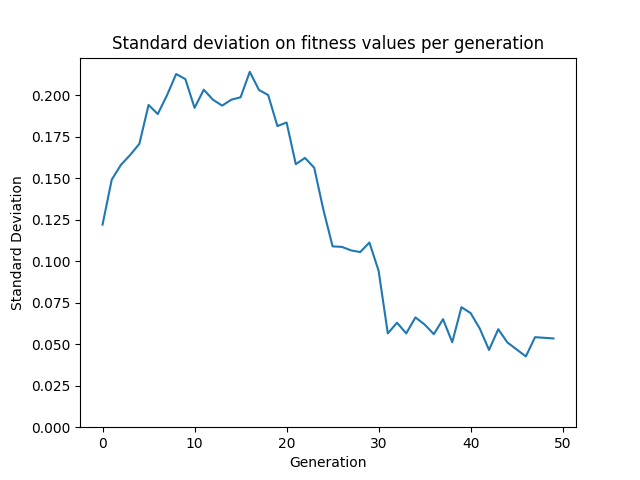 Standard deviation on fitness values per generation
0.200
0.175
0.150
0.125
0.100
0.075
0.050
0.025
0.000
Standard Deviation
0 10 20 30 40 50
Generation